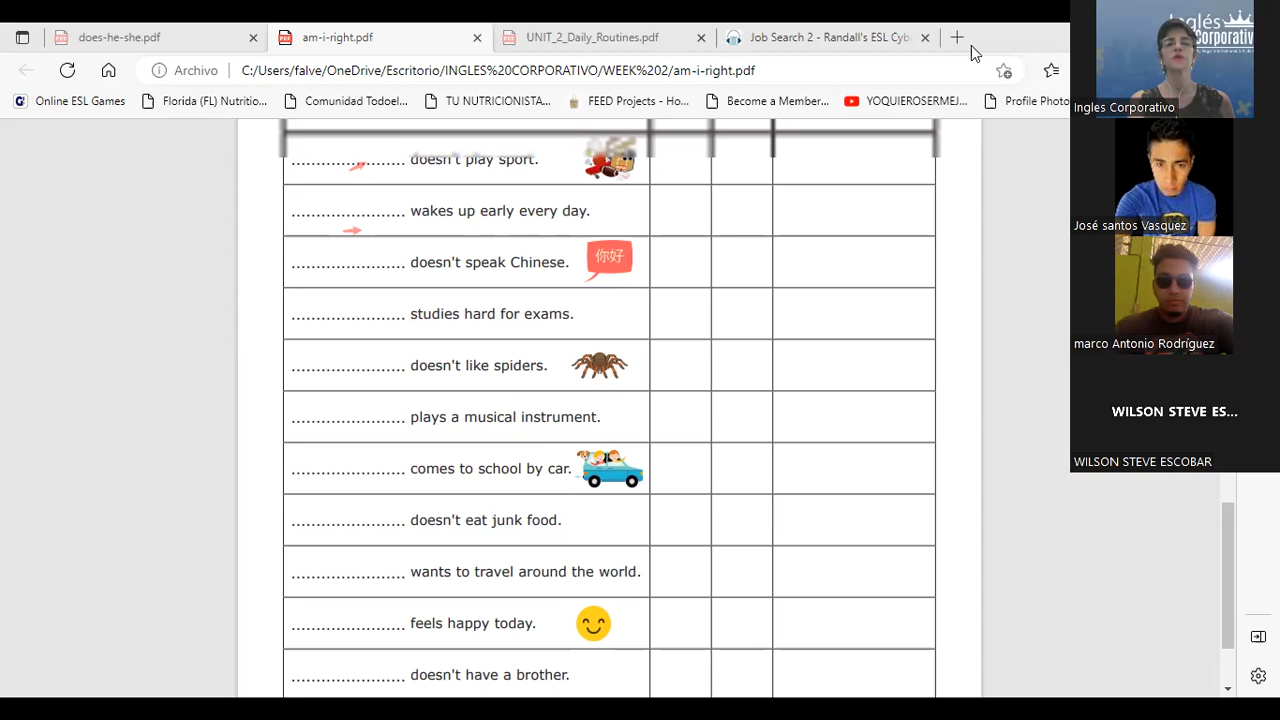 does-he-she.pdf
am-i-right.pdf
UNIT_2_Daily_Routines.pdf
Job Search 2 - Randall's ESL Cyb
Archivo
C:/Users/falve/OneDrive/Escritorio/INGLES%20CORPORATIVO/WEEK%202/am-i-right.pdf
Online ESL Games
Florida (FL) Nutritio...
Comunidad Todoel...
TU NUTRICIONISTA...
FEED Projects - Ho...
Become a Member...
YOQUIEROSERMEJ...
Profile Photo
....................... doesn't play sport.
....................... wakes up early every day.
....................... doesn't speak Chinese.
你好
....................... studies hard for exams.
....................... doesn't like spiders.
....................... plays a musical instrument.
....................... comes to school by car.
....................... doesn't eat junk food.
....................... wants to travel around the world.
....................... feels happy today.
....................... doesn't have a brother.
Inglés
Corporativ
Ingles Corporativo
José santos Vasquez
marco Antonio Rodríguez
WILSON STEVE ES...
WILSON STEVE ESCOBAR